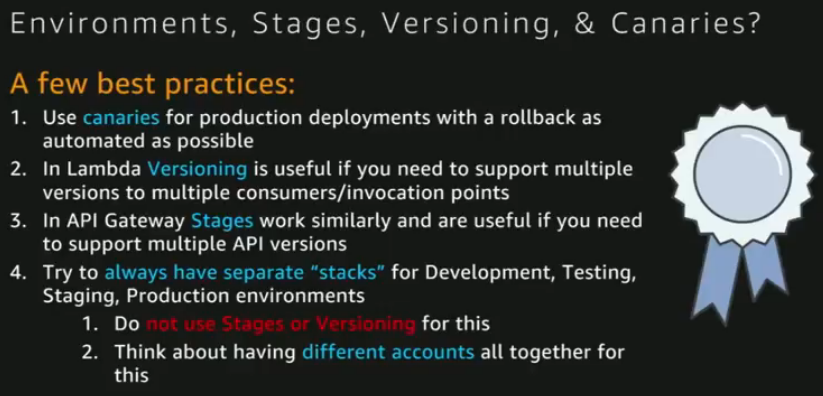 Environments, Stages, Versioning, & Canaries?
A few best practices:
1. Use canaries for production deployments with a rollback as
automated as possible
2. In Lambda Versioning is useful if you need to support multiple
versions to multiple consumers/invocation points
3. In API Gateway Stages work similarly and are useful if you need
to support multiple API versions
4. Try to always have separate “stacks” for Development, Testing,
Staging, Production environments
1. Do not use Stages or Versioning for this
2. Think about having different accounts all together for
this